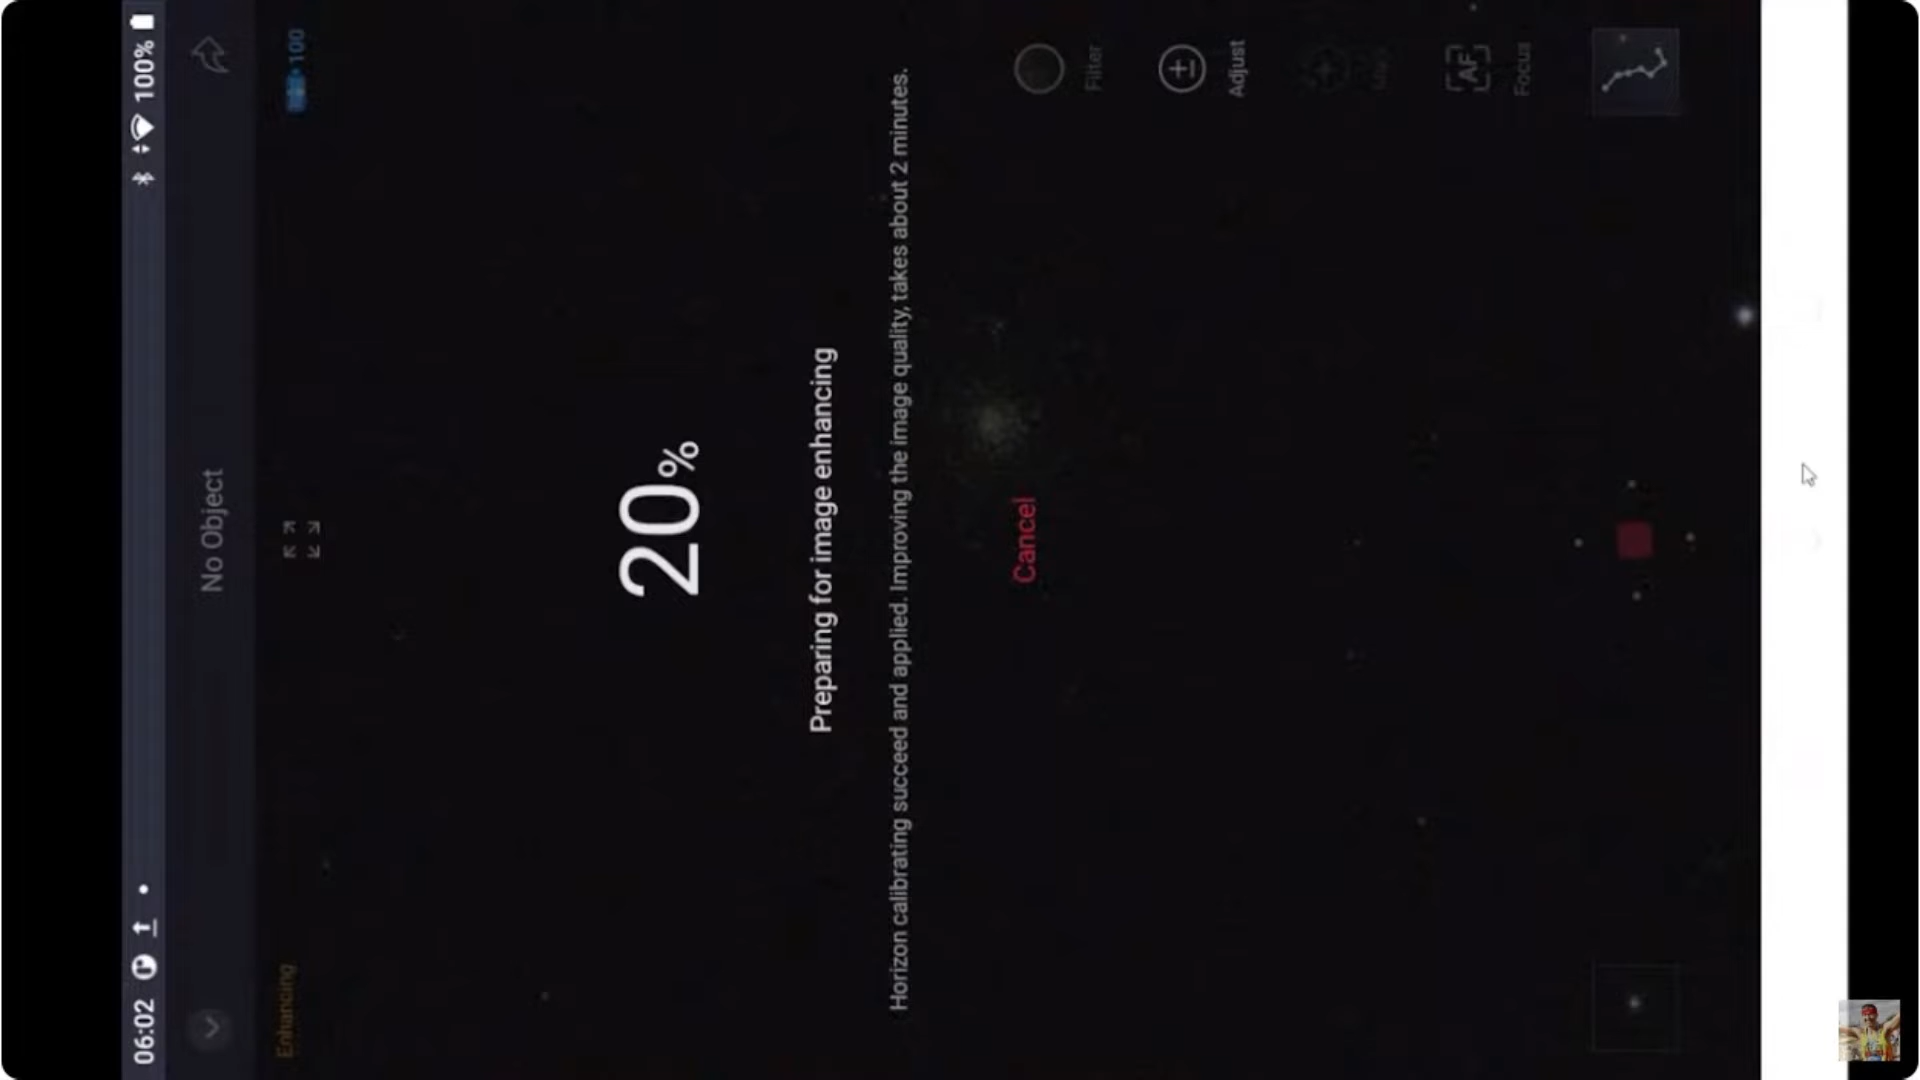 06:02
100%
No Object
Enhancing
100
20%
Preparing for image enhancing
Horizon calibrating succeed and applied. Improving the image quality, takes about 2 minutes.
Cancel
Filter
Adjust
AF
Focus